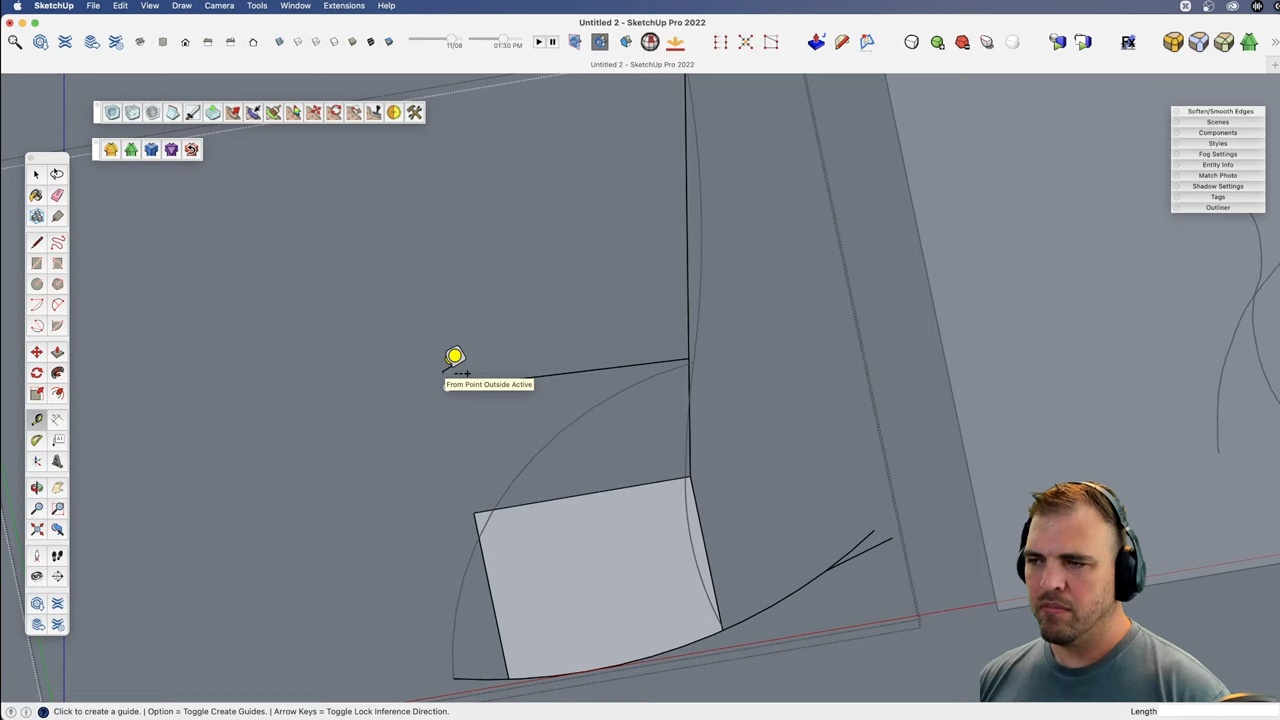 SketchUp File Edit View Draw Camera Tools Window Extensions Help
Untitled 2 - SketchUp Pro 2022
11/08 01:30 PM
Untitled 2 - SketchUp Pro 2022
Soften/Smooth Edges
Scenes
Components
Styles
Fog Settings
Entity Info
Match Photo
Shadow Settings
Tags
Outliner
From Point Outside Active
Click to create a guide. | Option = Toggle Create Guides. | Arrow Keys = Toggle Lock Inference Direction.
Length